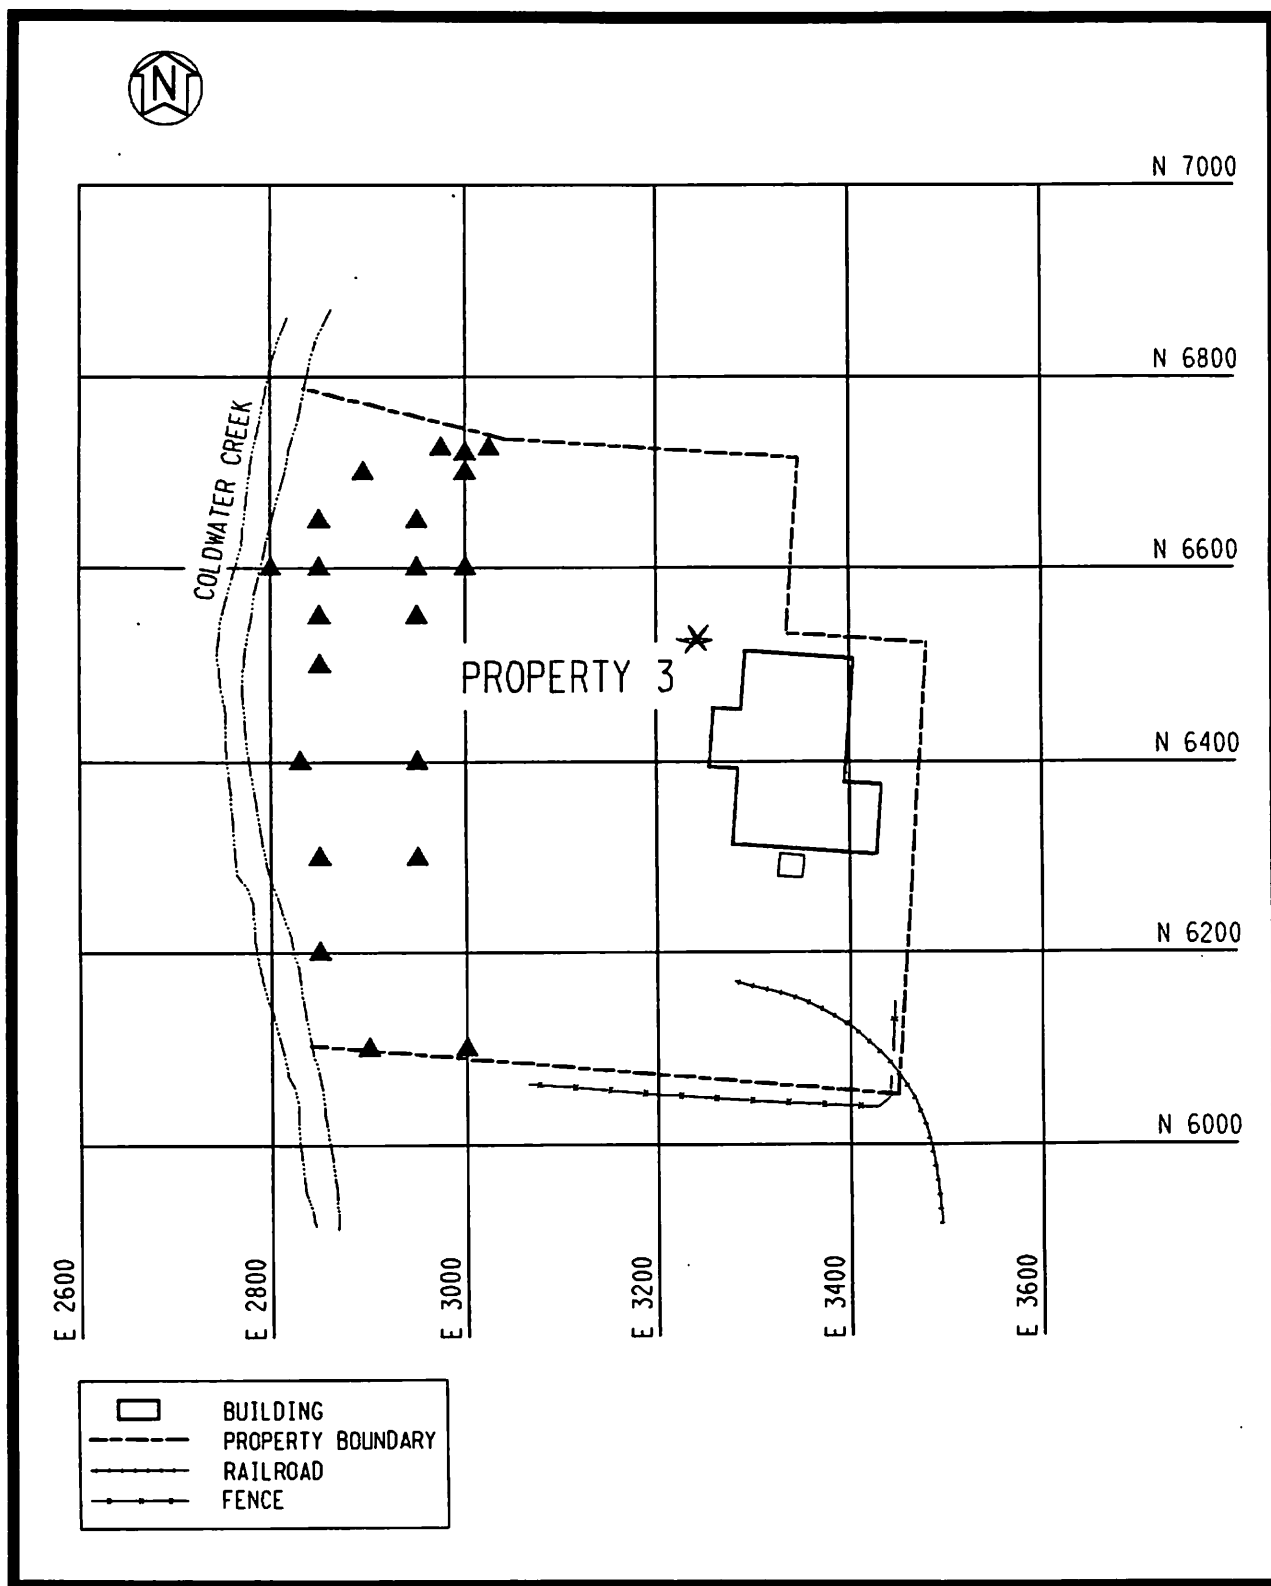 N
N 7000
N 6800
COLDWATER CREEK
N 6600
PROPERTY 3
N 6400
N 6200
N 6000
E 2600
E 2800
E 3000
E 3200
E 3400
E 3600
BUILDING
PROPERTY BOUNDARY
RAILROAD
FENCE